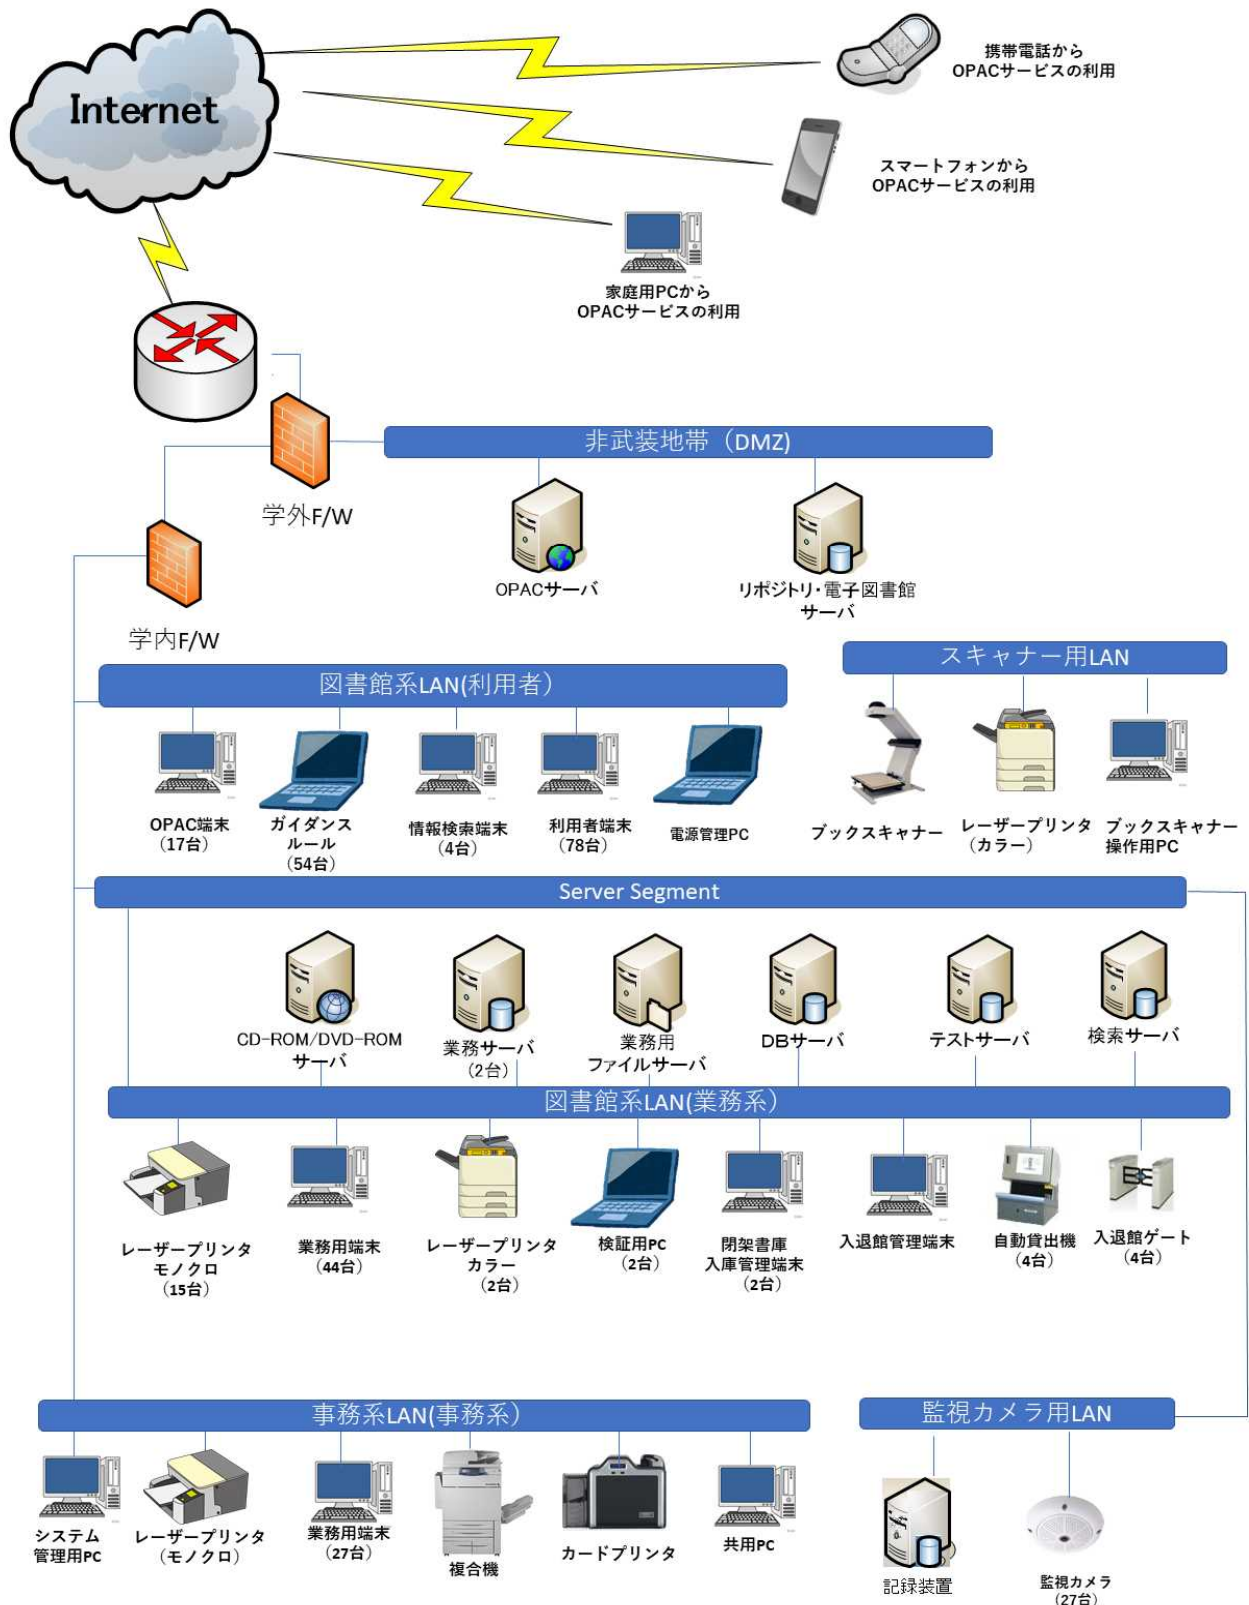 Internet
携帯電話から
OPACサービスの利用
スマートフォンから
OPACサービスの利用
家庭用PCから
OPACサービスの利用
非武装地帯（DMZ)
学外F/W
OPACサーバ
リポジトリ・電子図書館
サーバ
学内F/W
スキャナー用LAN
図書館系LAN(利用者）
OPAC端末
（17台）
ガイダンス
ルール
（54台）
情報検索端末
（4台）
利用者端末
（78台）
電源管理PC
ブックスキャナー
レーザープリンタ
（カラー）
ブックスキャナー
操作用PC
Server Segment
CD-ROM/DVD-ROM
サーバ
業務サーバ
（2台）
業務用
ファイルサーバ
DBサーバ
テストサーバ
検索サーバ
図書館系LAN(業務系）
レーザープリンタ
モノクロ
（15台）
業務用端末
（44台）
レーザープリンタ
カラー
（2台）
検証用PC
（2台）
閉架書庫
入庫管理端末
（2台）
入退館管理端末
自動貸出機
（4台）
入退館ゲート
（4台）
事務系LAN(事務系）
監視カメラ用LAN
システム
管理用PC
レーザープリンタ
（モノクロ）
業務用端末
（27台）
複合機
カードプリンタ
共用PC
記録装置
監視カメラ
（27台）